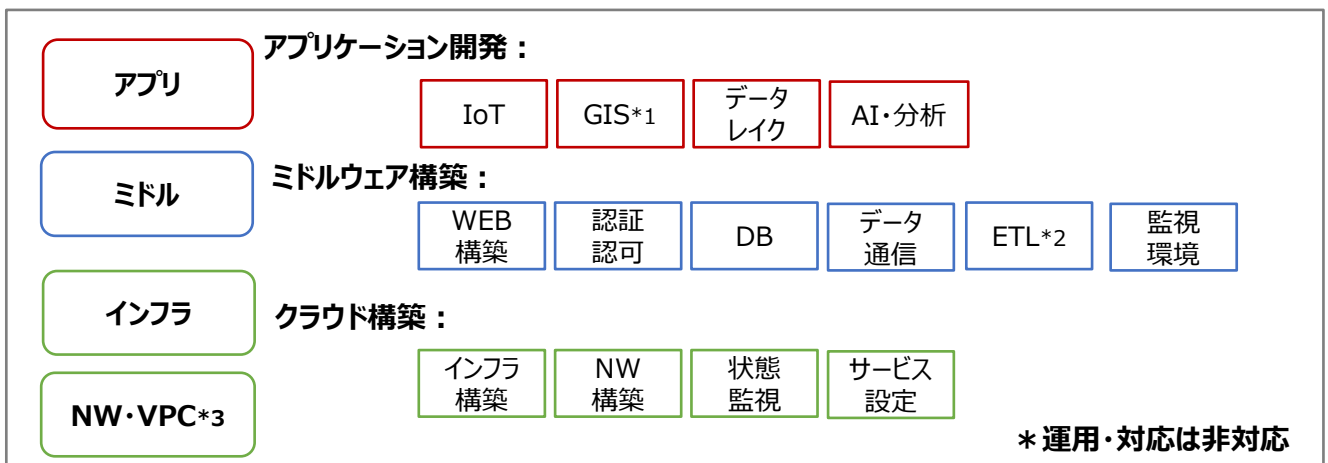 アプリ
アプリケーション開発：
IoT
GIS*1
データ
レイク
AI・分析
ミドル
ミドルウェア構築：
WEB
構築
認証
認可
DB
データ
通信
ETL*2
監視
環境
インフラ
クラウド構築：
NW・VPC*3
インフラ
構築
NW
構築
状態
監視
サービス
設定
＊運用・対応は非対応